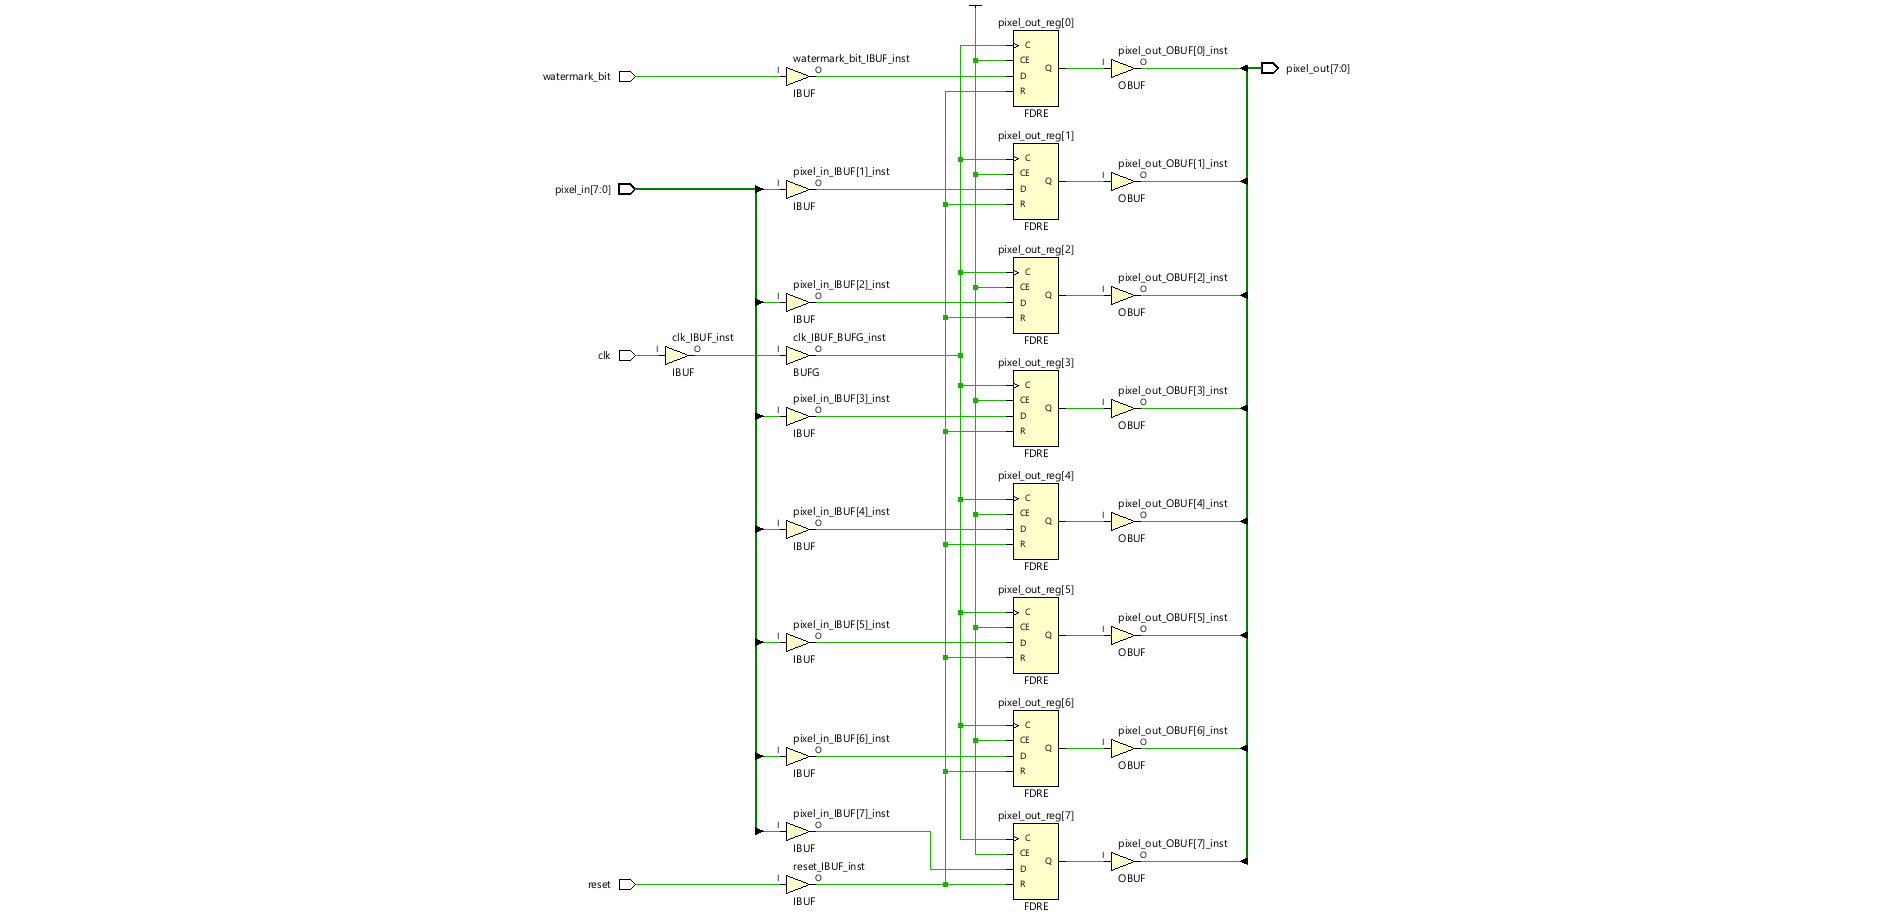 pixel_out_reg[0]
watermark_bit_IBUF_inst
pixel_out_OBUF[0]_inst
C
I O
CE
I O
watermark_bit
Q
pixel_out[7:0]
D
IBUF
R
OBUF
FDRE
pixel_out_reg[1]
pixel_in_IBUF[1]_inst
pixel_out_OBUF[1]_inst
C
I O
CE
I O
pixel_in[7:0]
Q
D
IBUF
R
OBUF
FDRE
pixel_out_reg[2]
pixel_in_IBUF[2]_inst
pixel_out_OBUF[2]_inst
C
I O
CE
I O
Q
D
IBUF
R
OBUF
FDRE
clk_IBUF_inst
clk_IBUF_BUFG_inst
I O
I O
clk
IBUF
BUFG
pixel_out_reg[3]
pixel_in_IBUF[3]_inst
pixel_out_OBUF[3]_inst
C
I O
CE
I O
Q
D
IBUF
R
OBUF
FDRE
pixel_out_reg[4]
pixel_in_IBUF[4]_inst
pixel_out_OBUF[4]_inst
C
I O
CE
I O
Q
D
IBUF
R
OBUF
FDRE
pixel_out_reg[5]
pixel_in_IBUF[5]_inst
pixel_out_OBUF[5]_inst
C
I O
CE
I O
Q
D
IBUF
R
OBUF
FDRE
pixel_out_reg[6]
pixel_in_IBUF[6]_inst
pixel_out_OBUF[6]_inst
C
I O
CE
I O
Q
D
IBUF
R
OBUF
FDRE
pixel_out_reg[7]
pixel_in_IBUF[7]_inst
pixel_out_OBUF[7]_inst
I O
C
IBUF
CE
I O
Q
reset_IBUF_inst
D
I O
reset
R
OBUF
IBUF
FDRE